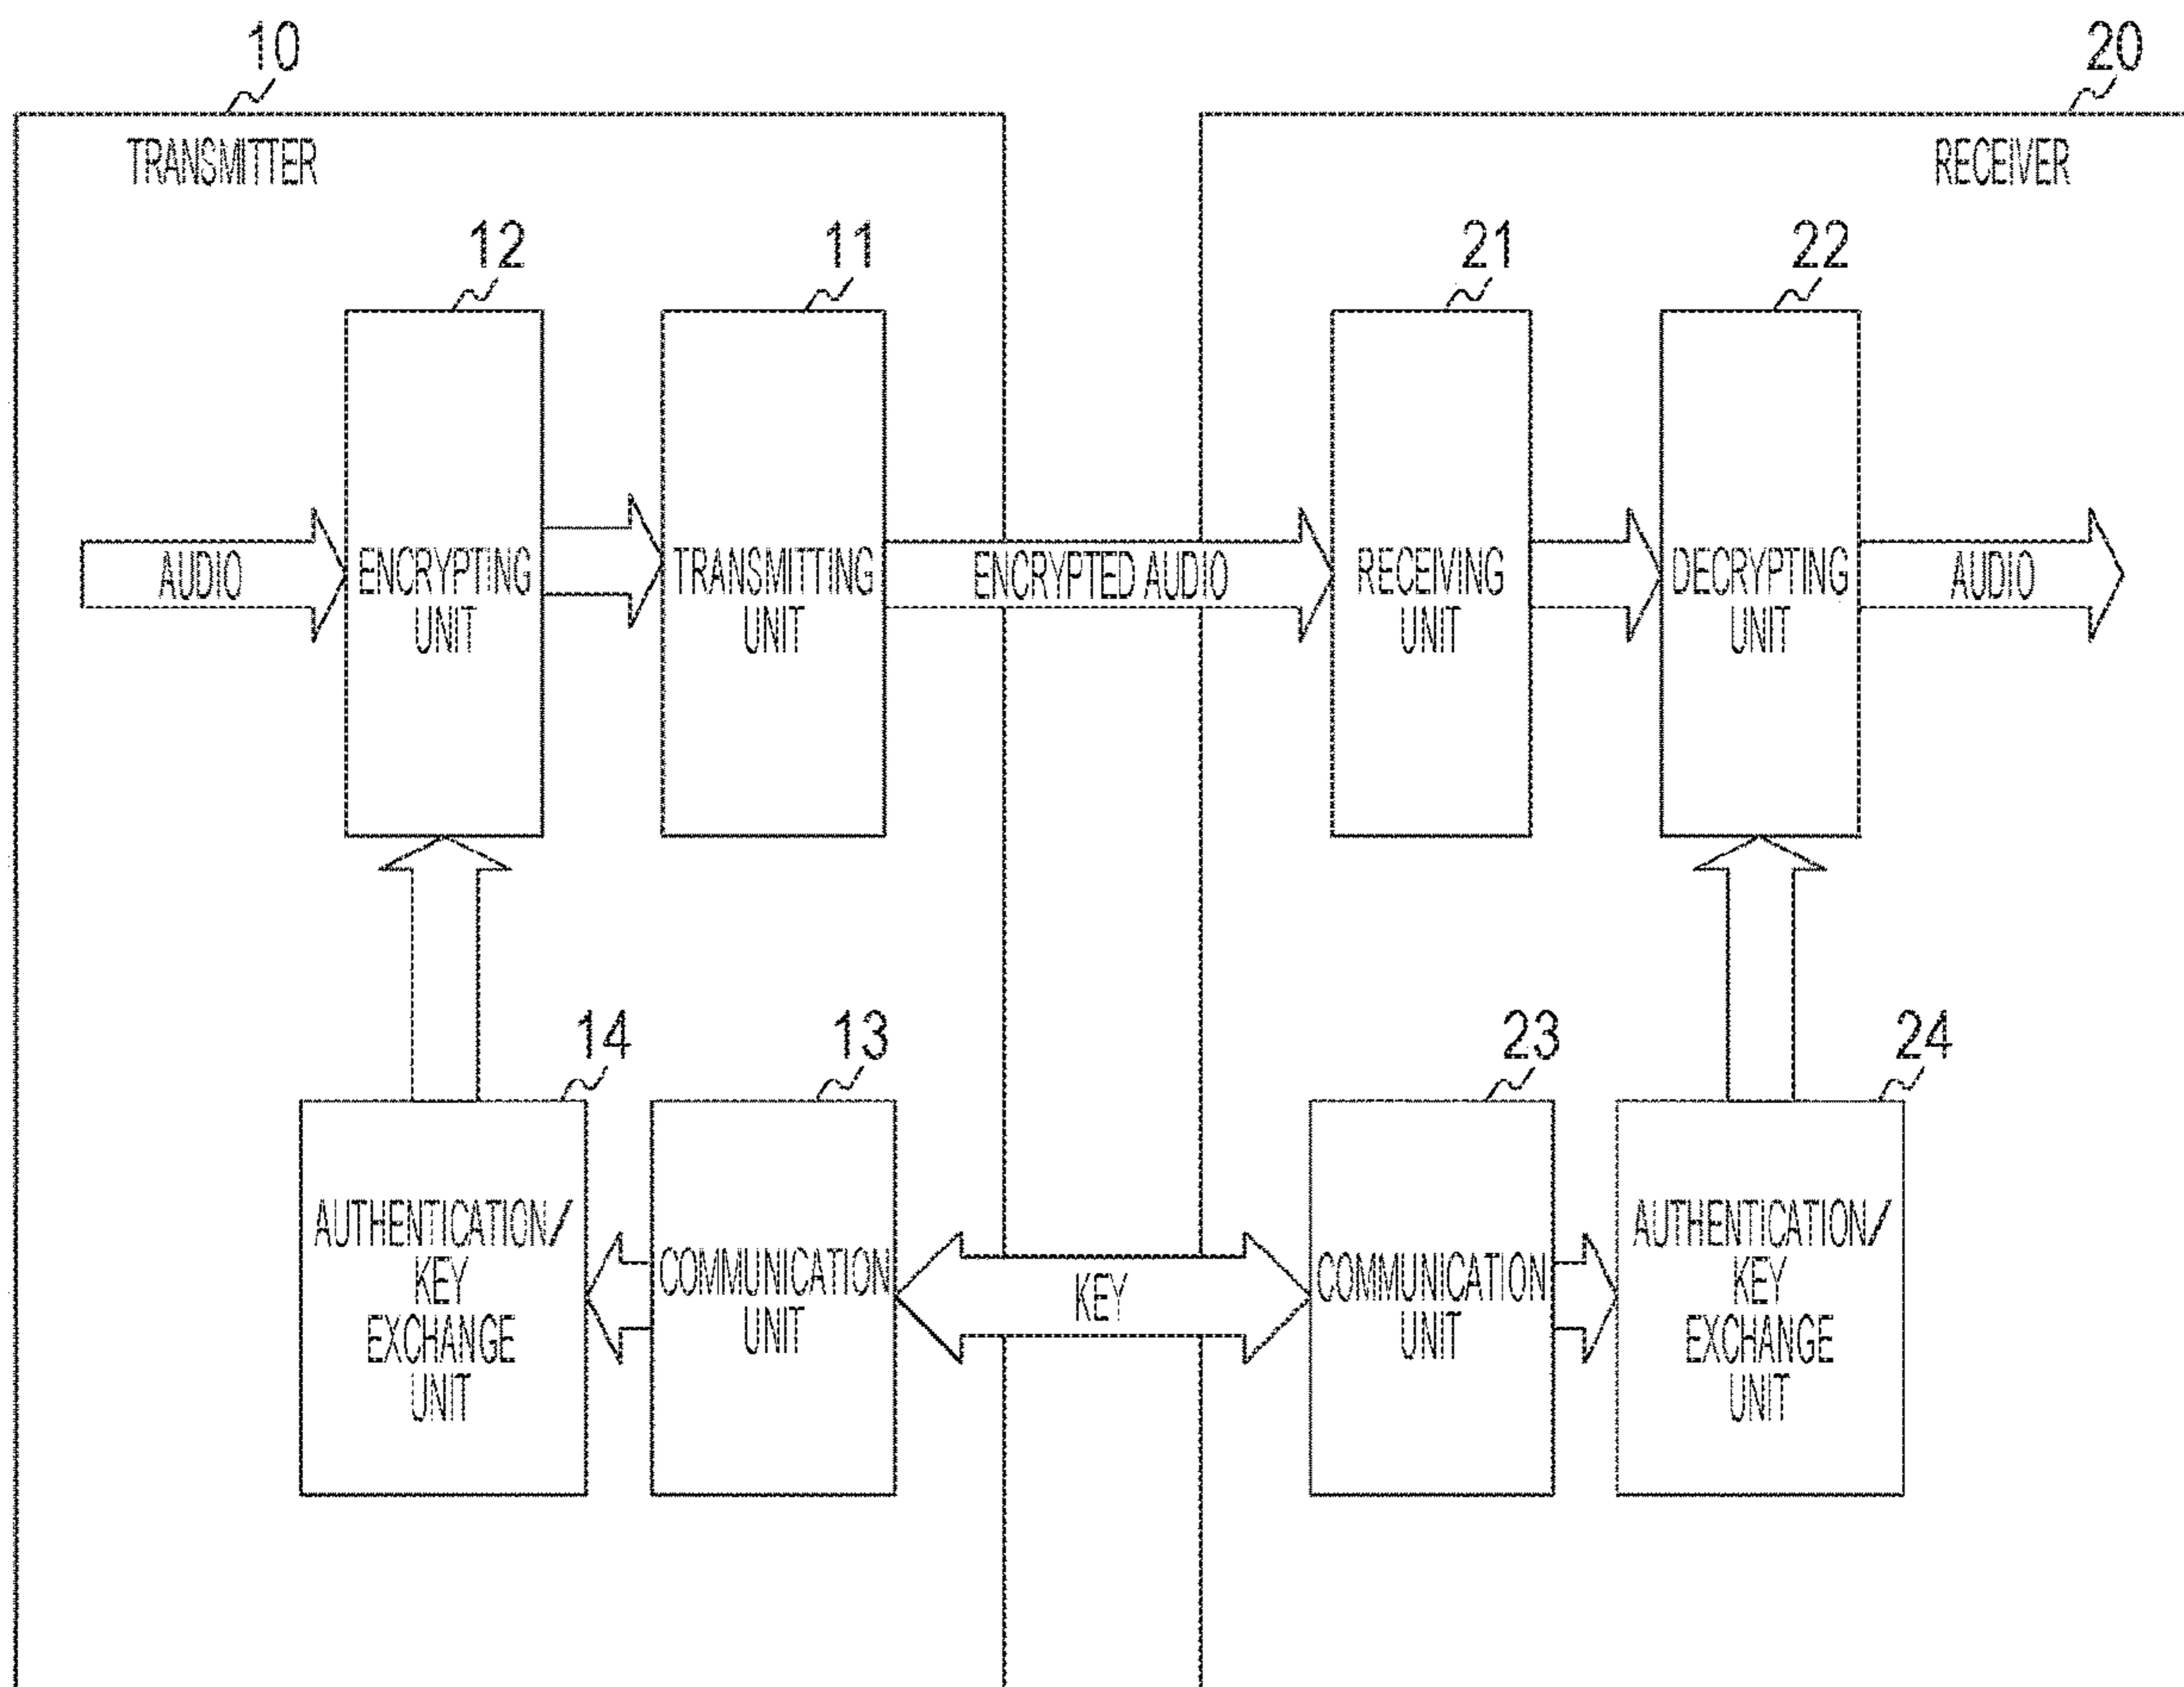 10
20
TRANSMITTER
RECEIVER
12
11
21
22
AUDIO
ENCRYPTING
UNIT
TRANSMITTING
UNIT
ENCRYPTED AUDIO
RECEIVING
UNIT
DECRYPTING
UNIT
AUDIO
14
13
23
24
AUTHENTICATION/
KEY
EXCHANGE
UNIT
COMMUNICATION
UNIT
KEY
COMMUNICATION
UNIT
AUTHENTICATION/
KEY
EXCHANGE
UNIT